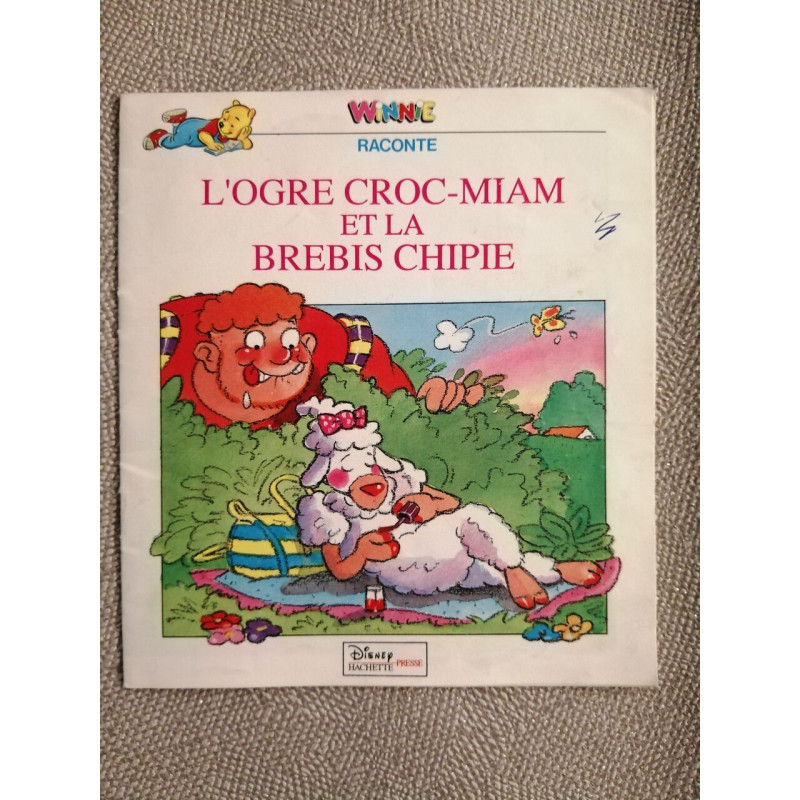 WINNIE
RACONTE
L'OGRE CROC-MIAM
ET LA
BREBIS CHIPIE
DISNEY
HACHETTE PRESSE